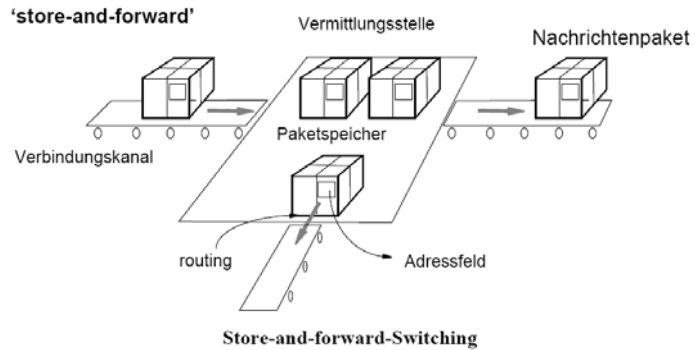 'store-and-forward'
Vermittlungsstelle
Nachrichtenpaket
Paketspeicher
Verbindungskanal
routing
Adressfeld
Store-and-forward-Switching